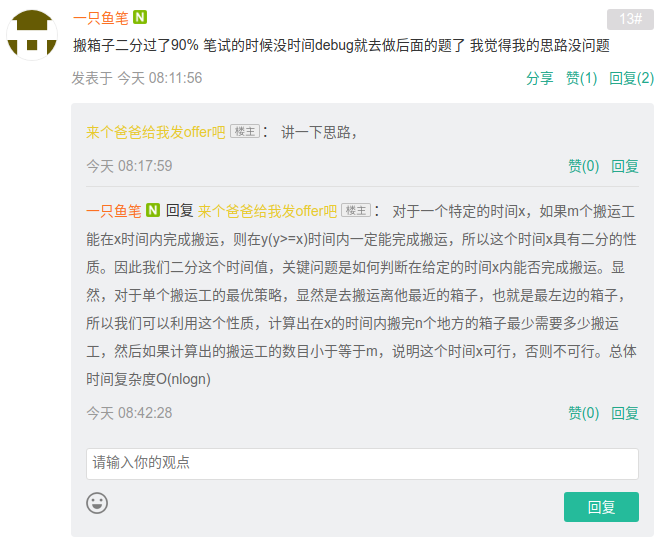 一只鱼笔 N
13#
搬箱子二分过了90% 笔试的时候没时间debug就去做后面的题了 我觉得我的思路没问题
发表于 今天 08:11:56
分享 赞(1) 回复(2)
来个爸爸给我发offer吧 楼主 : 讲一下思路,
今天 08:17:59
赞(0) 回复
一只鱼笔 N 回复 来个爸爸给我发offer吧 楼主 : 对于一个特定的时间x，如果m个搬运工
能在x时间内完成搬运，则在y(y>=x)时间内一定能完成搬运，所以这个时间x具有二分的性
质。因此我们二分这个时间值，关键问题是如何判断在给定的时间x内能否完成搬运。显
然，对于单个搬运工的最优策略，显然是去搬运离他最近的箱子，也就是最左边的箱子，
所以我们可以利用这个性质，计算出在x的时间内搬完n个地方的箱子最少需要多少搬运
工，然后如果计算出的搬运工的数目小于等于m，说明这个时间x可行，否则不可行。总体
时间复杂度O(nlogn)
今天 08:42:28
赞(0) 回复
请输入你的观点
回复